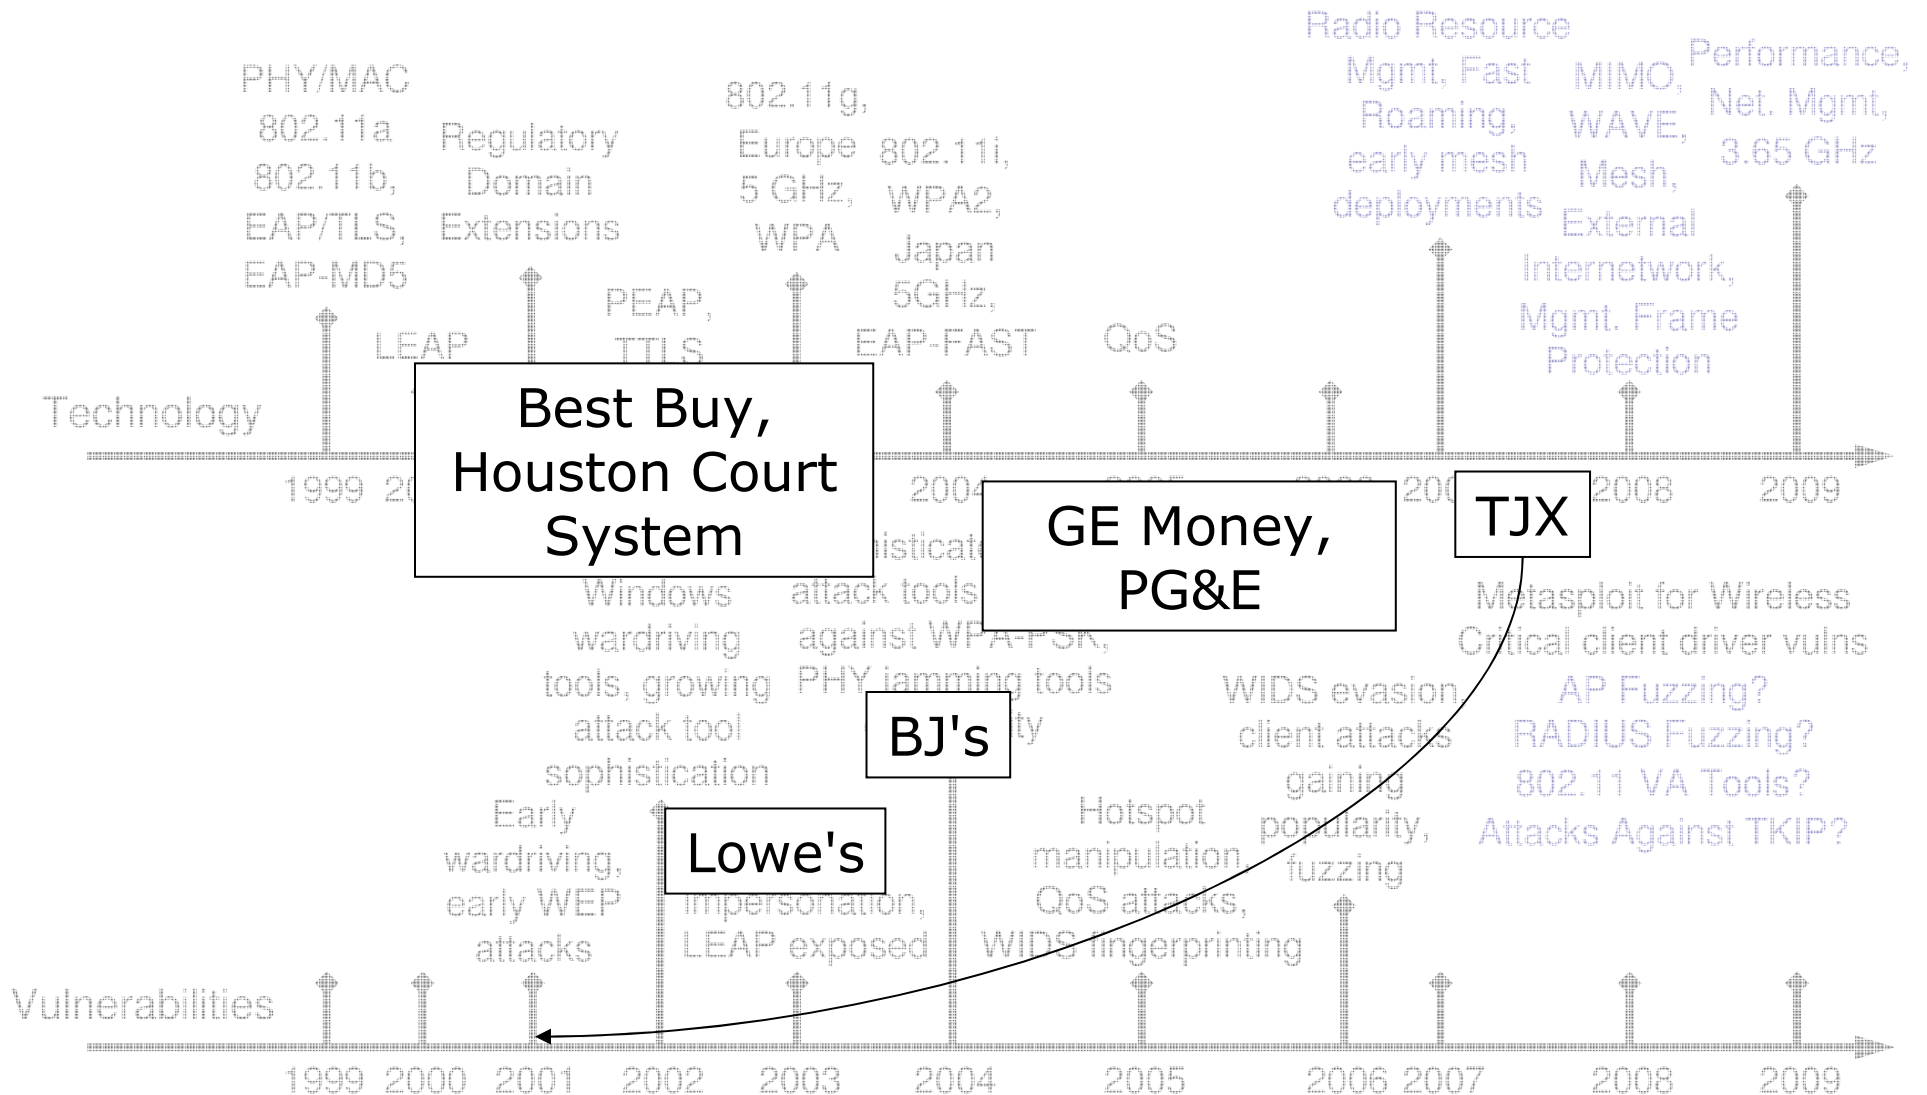 Radio Resource
Mgmt, Fast
Roaming,
early mesh
deployments
PHY/MAC
802.11a
802.11b,
EAP/TLS,
EAP-MD5
LEAP
Regulatory
Domain
Extensions
PEAP,
TTLS
802.11g,
Europe
5 GHz,
WPA
802.11i,
WPA2,
Japan
5GHz,
EAP-FAST
QoS
MIMO,
WAVE,
Mesh,
External
Internetwork,
Mgmt. Frame
Protection
Performance,
Net. Mgmt,
3.65 GHz
Technology
1999
2004
2008
2009
Best Buy,
Houston Court
System
GE Money,
PG&E
TJX
Windows
wardriving
tools, growing
attack tool
sophistication
attack tools
against WPA-PSK,
PHY jamming tools
BJ's
Lowe's
Early
wardriving,
early WEP
attacks
impersonation,
LEAP exposed
Hotspot
manipulation,
QoS attacks,
WIDS fingerprinting
WIDS evasion,
client attacks
gaining
popularity,
fuzzing
Metasploit for Wireless
Critical client driver vulns
AP Fuzzing?
RADIUS Fuzzing?
802.11 VA Tools?
Attacks Against TKIP?
Vulnerabilities
1999 2000 2001 2002 2003 2004 2005 2006 2007 2008 2009